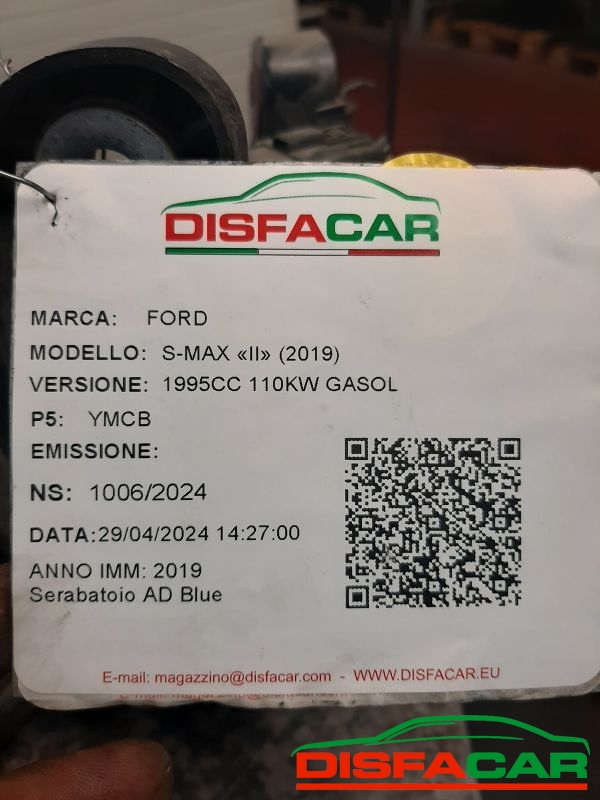 DISFACAR
MARCA: FORD
MODELLO: S-MAX «II» (2019)
VERSIONE: 1995CC 110KW GASOL
P5: YMCB
EMISSIONE:
NS: 1006/2024
DATA:29/04/2024 14:27:00
ANNO IMM: 2019
Serabatoio AD Blue
E-mail: magazzino@disfacar.com - WWW.DISFACAR.EU
DISFACAR